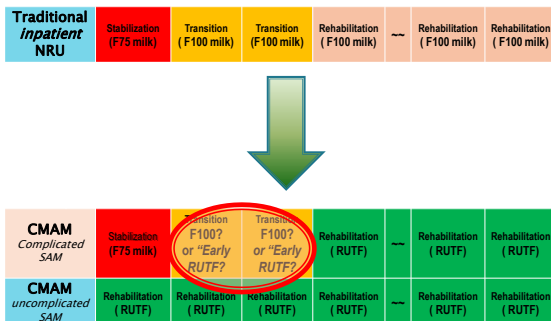 Traditional
inpatient
NRU
Stabilization
(F75 milk)
Transition
( F100 milk)
Transition
(F100 milk)
Rehabilitation
( F100 milk)
~~
Rehabilitation
( F100 milk)
Rehabilitation
( F100 milk)
CMAM
Complicated
SAM
Stabilization
(F75 milk)
Transition
F100?
or "Early
RUTF?
Transition
F100?
or "Early
RUTF?
Rehabilitation
(RUTF)
~~
Rehabilitation
(RUTF)
Rehabilitation
(RUTF)
CMAM
uncomplicated
SAM
Rehabilitation
( RUTF)
Rehabilitation
( RUTF)
Rehabilitation
( RUTF)
Rehabilitation
( RUTF)
~~
Rehabilitation
( RUTF)
Rehabilitation
( RUTF)